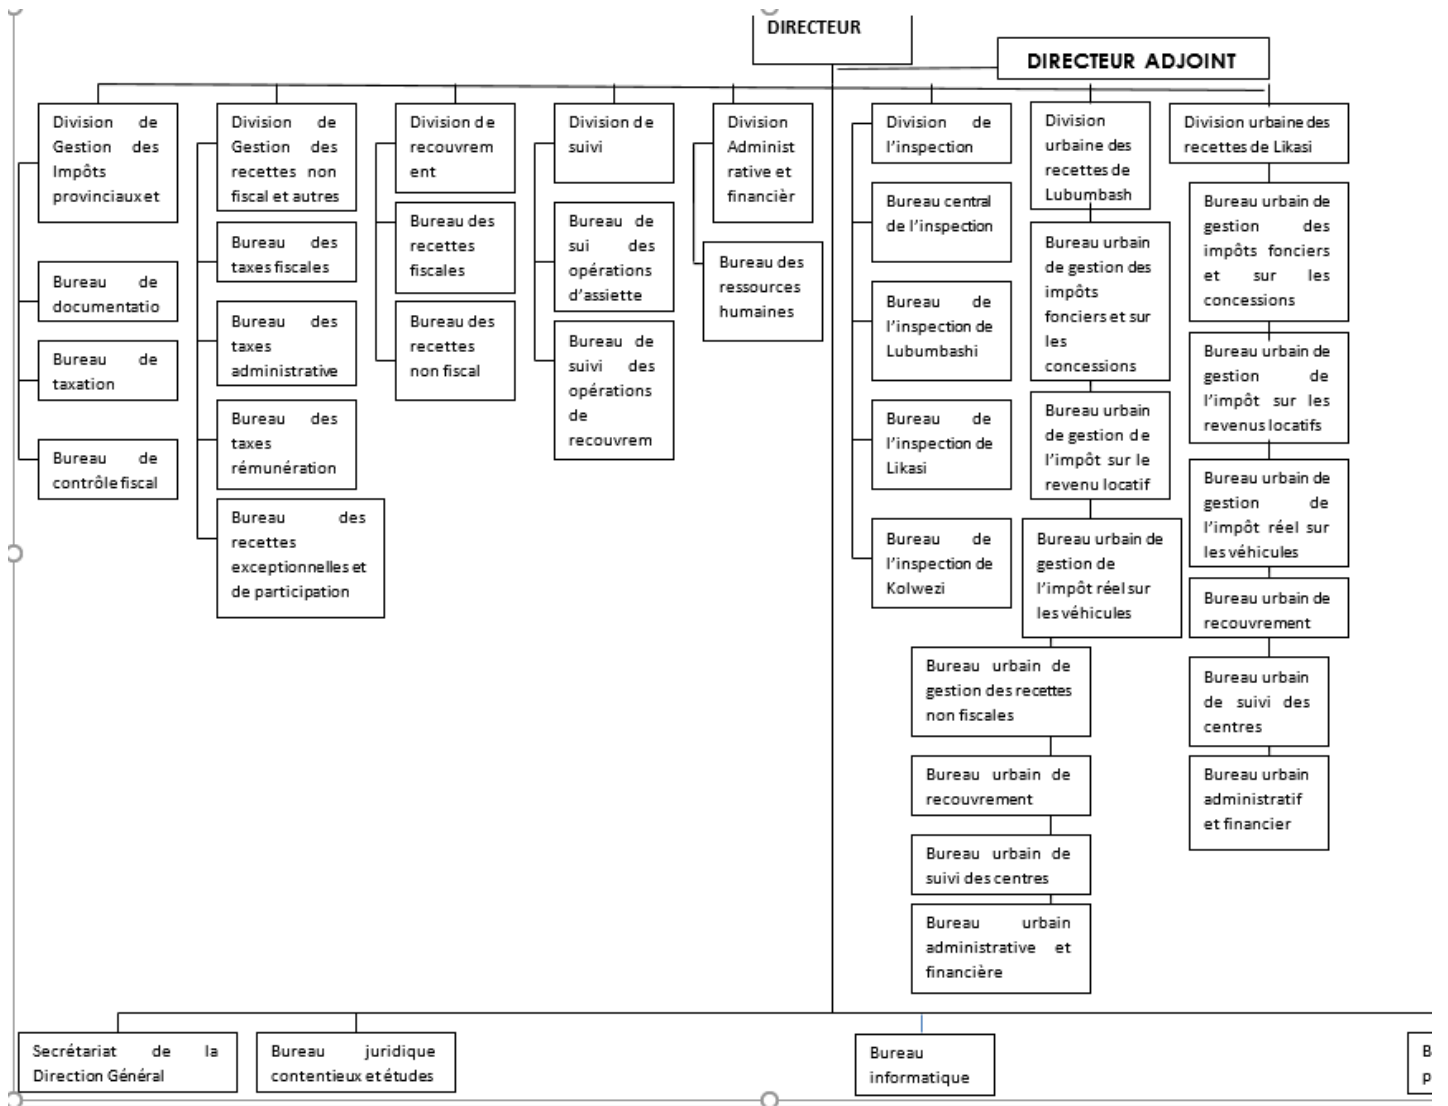 DIRECTEUR
DIRECTEUR ADJOINT
Division de
Gestion des
Impôts
provinciaux et
Bureau de
documentatio
Bureau de
taxation
Bureau de
contrôle fiscal
Division de
Gestion des
recettes non
fiscal et autres
Bureau des
taxes fiscales
Bureau des
taxes
administrative
Bureau des
taxes
rémunération
Bureau des
recettes
exceptionnelles et
de participation
Division de
recouvrem
ent
Bureau des
recettes
fiscales
Bureau des
recettes
non fiscal
Division de
suivi
Bureau de
sui des
opérations
d'assiette
Bureau de
suivi des
opérations
de
recouvrem
Division
Administ
rative et
financièr
Bureau des
ressources
humaines
Division de
l'inspection
Bureau central
de l'inspection
Bureau de
l'inspection de
Lubumbashi
Bureau de
l'inspection de
Likasi
Bureau de
l'inspection de
Kolwezi
Division
urbaine des
recettes de
Lubumbash
Bureau urbain
de gestion des
impôts
fonciers et sur
les
concessions
Bureau urbain
de gestion de
l'impôt sur le
revenu locatif
Bureau urbain de
gestion de
l'impôt réel sur
les véhicules
Bureau urbain de
gestion des recettes
non fiscales
Bureau urbain de
recouvrement
Bureau urbain de
suivi des centres
Bureau urbain
administrative et
financière
Division urbaine des
recettes de Likasi
Bureau urbain de
gestion des
impôts fonciers
et sur les
concessions
Bureau urbain de
gestion de
l'impôt sur les
revenus locatifs
Bureau urbain de
gestion de
l'impôt réel sur
les véhicules
Bureau urbain de
recouvrement
Bureau urbain
de suivi des
centres
Bureau urbain
administratif
et financier
Secrétariat de la
Direction Général
Bureau juridique
contentieux et études
Bureau
informatique
B
p